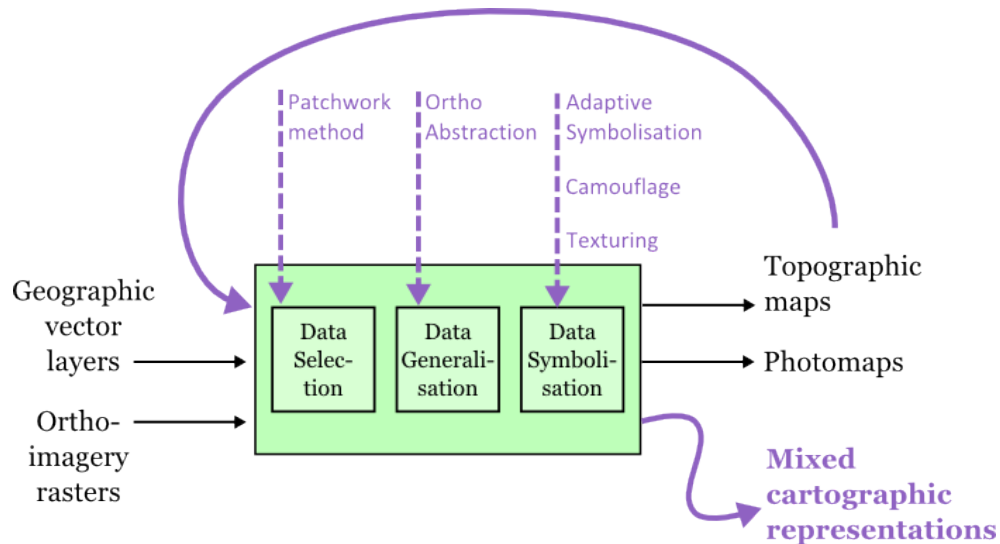 Patchwork
method
Ortho
Abstraction
Adaptive
Symbolisation
Camouflage
Texturing
Geographic
vector
layers
Ortho-
imagery
rasters
Data
Selec-
tion
Data
Generali-
sation
Data
Symboli-
sation
Topographic
maps
Photomaps
Mixed
cartographic
representations